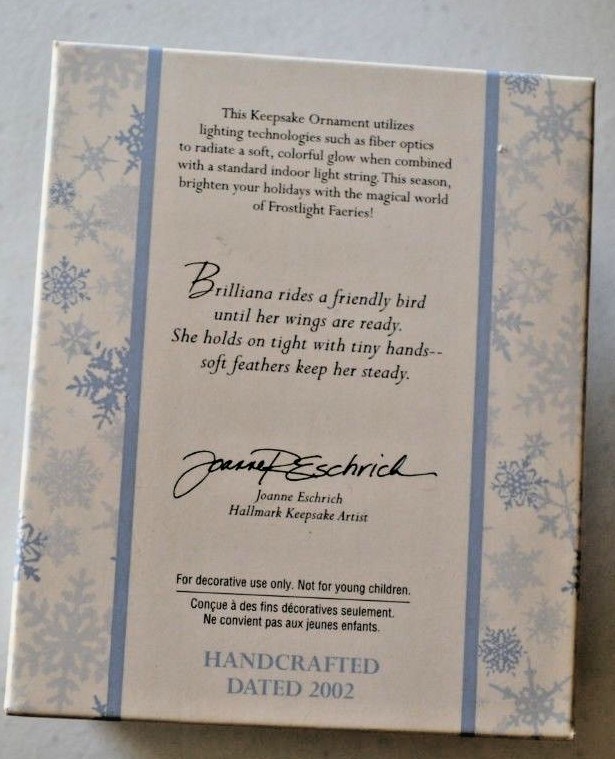 This Keepsake Ornament utilizes
lighting technologies such as fiber optics
to radiate a soft, colorful glow when combined
with a standard indoor light string. This season,
brighten your holidays with the magical world
of Frostlight Faeries!
Brilliana rides a friendly bird
until her wings are ready.
She holds on tight with tiny hands--
soft feathers keep her steady.
Joanne R Eschrich
Joanne Eschrich
Hallmark Keepsake Artist
For decorative use only. Not for young children.
Conçue à des fins décoratives seulement.
Ne convient pas aux jeunes enfants.
HANDCRAFTED
DATED 2002